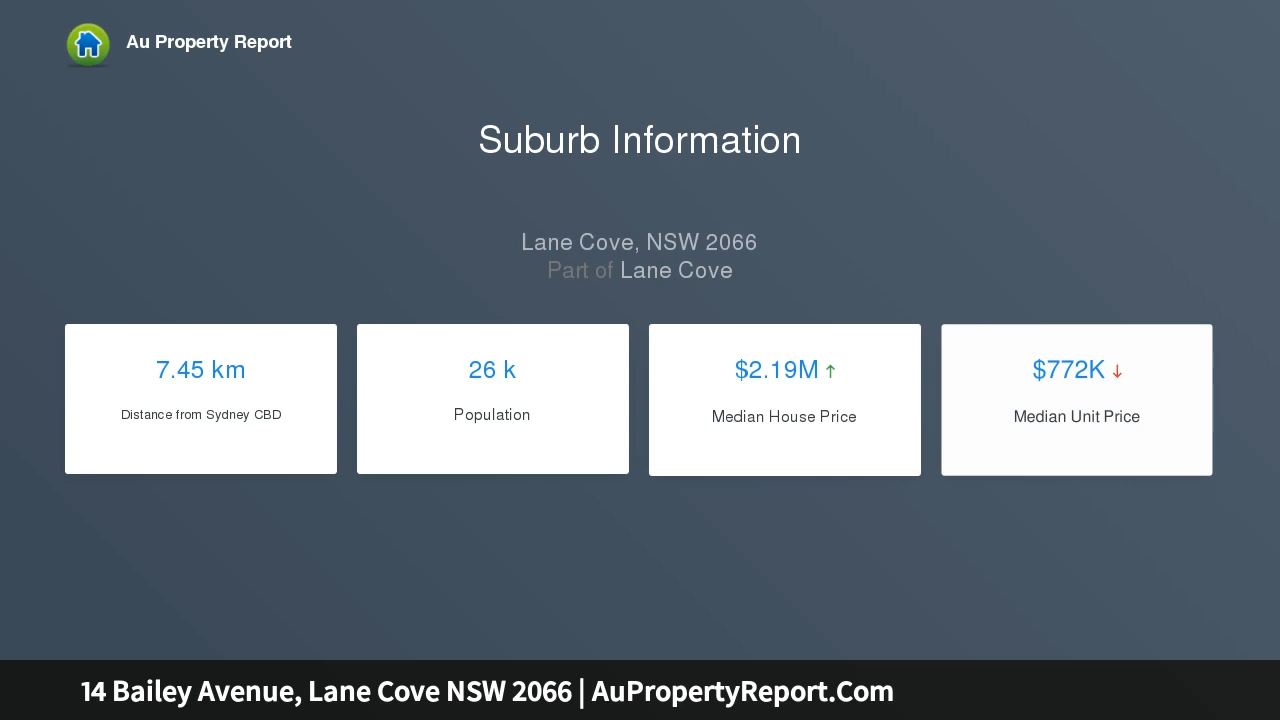 Au Property Report
Suburb Information
Lane Cove, NSW 2066
Part of Lane Cove
7.45 km
Distance from Sydney CBD
26 k
Population
$2.19M ↑
Median House Price
$772K ↓
Median Unit Price
14 Bailey Avenue, Lane Cove NSW 2066 | AuPropertyReport.Com